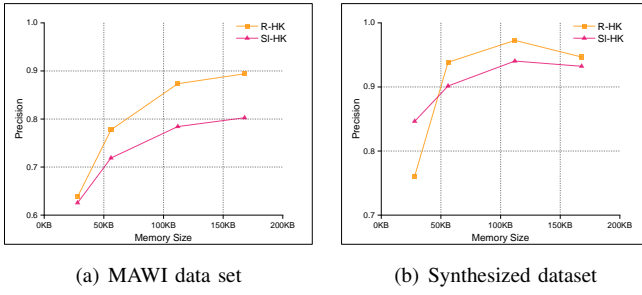 1.0
0.9
0.8
0.7
0.6
Precision
0KB 50KB 100KB 150KB 200KB
Memory Size
R-HK
SI-HK
(a) MAWI data set
1.0
0.9
0.8
0.7
Precision
0KB 50KB 100KB 150KB 200KB
Memory Size
R-HK
SI-HK
(b) Synthesized dataset